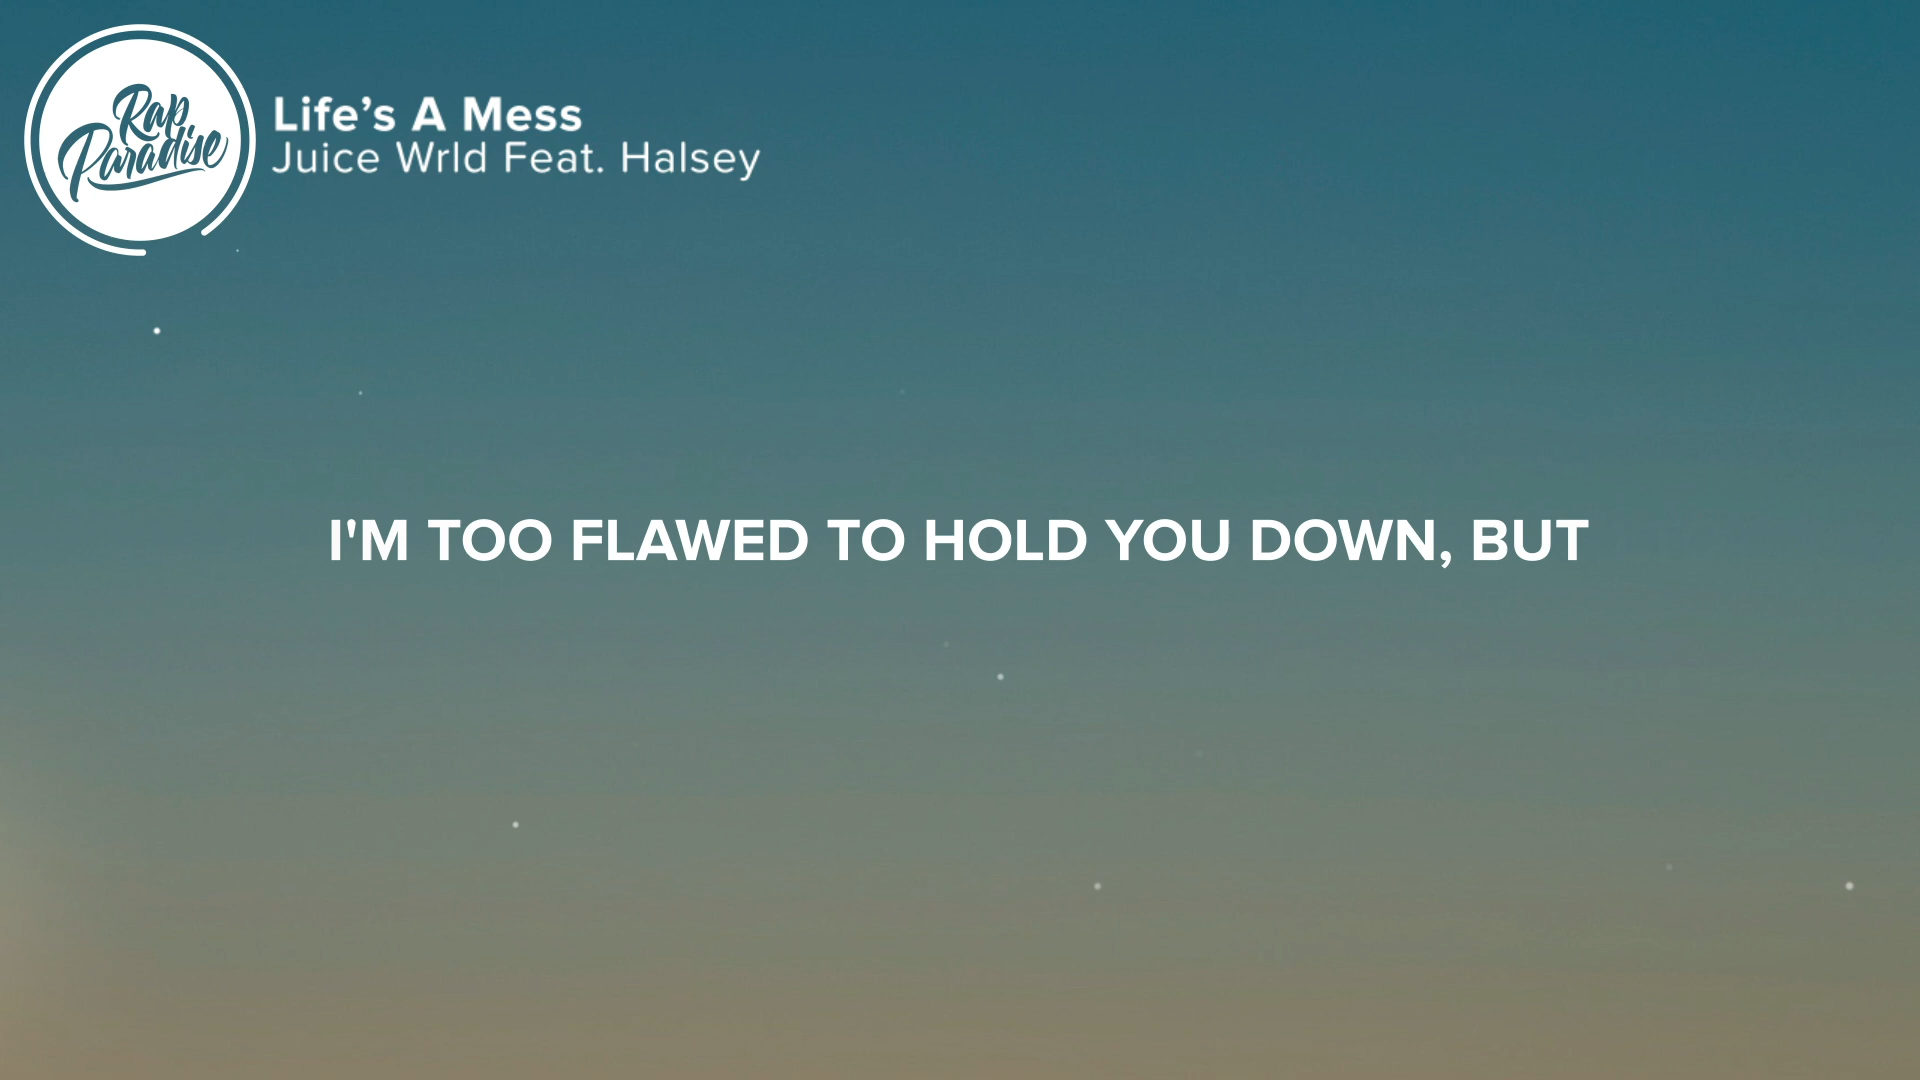 Rap
Paradise
Life’s A Mess
Juice Wrld Feat. Halsey
I'M TOO FLAWED TO HOLD YOU DOWN, BUT